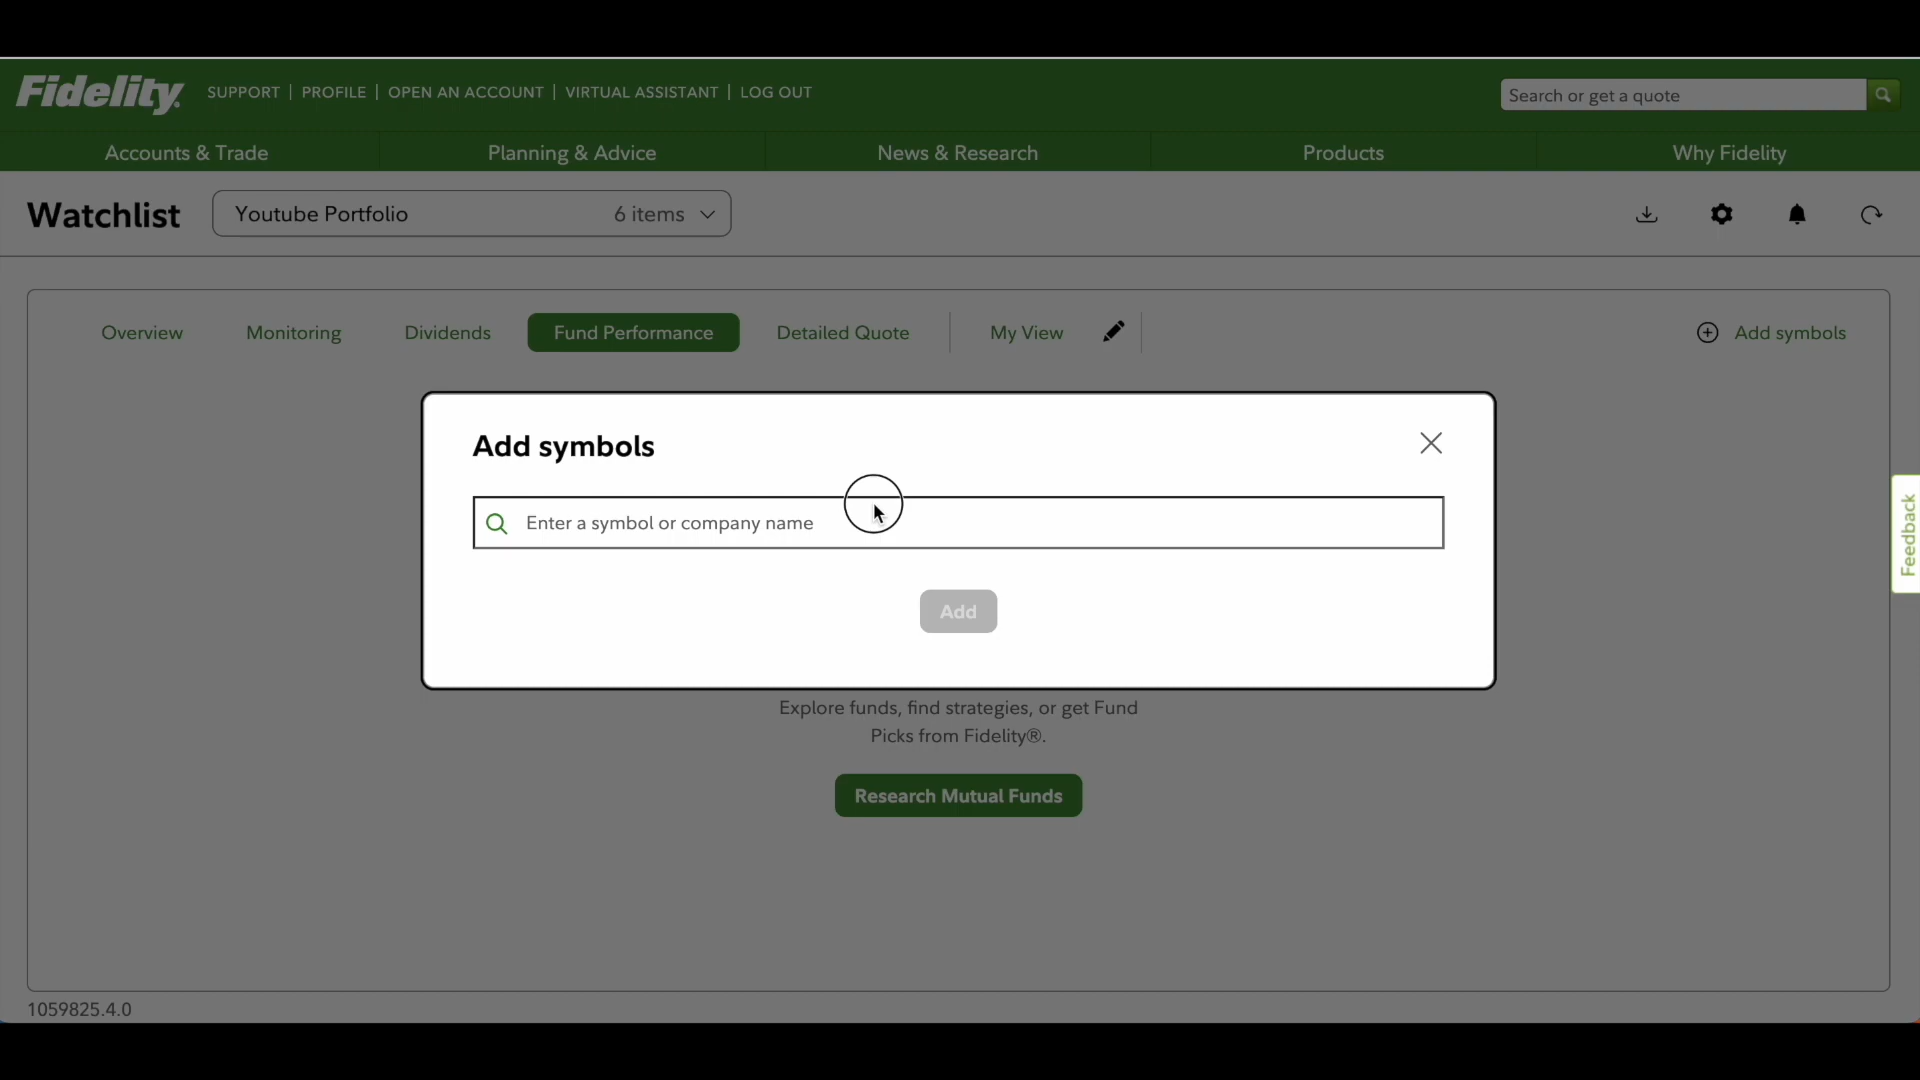 Fidelity
SUPPORT | PROFILE | OPEN AN ACCOUNT | VIRTUAL ASSISTANT | LOG OUT
Search or get a quote
Accounts & Trade
Planning & Advice
News & Research
Products
Why Fidelity
Watchlist
Youtube Portfolio
6 items
Overview
Monitoring
Dividends
Fund Performance
Detailed Quote
My View
Add symbols
Add symbols
Enter a symbol or company name
Add
Feedback
Explore funds, find strategies, or get Fund
Picks from Fidelity®.
Research Mutual Funds
1059825.4.0